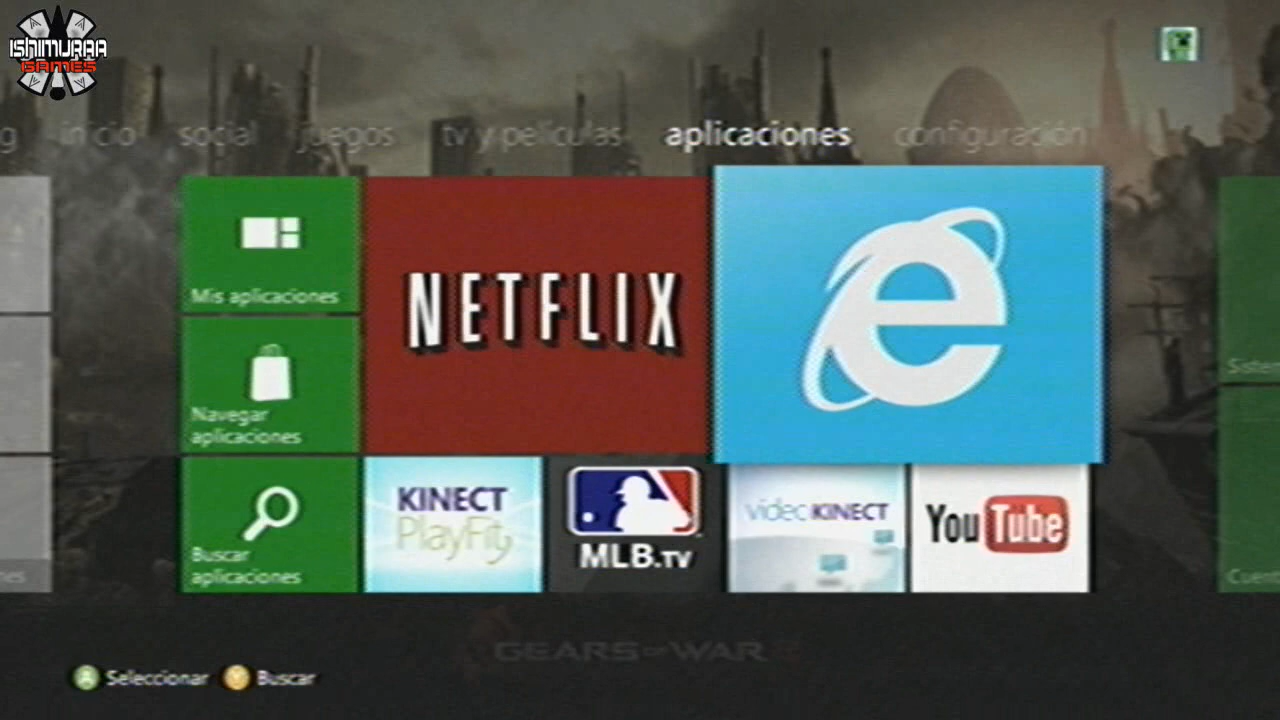 ISHIMURAA
GAMES
g inicio social juegos tv y películas aplicaciones configuración
Mis aplicaciones
NETFLIX
Navegar
aplicaciones
Buscar
aplicaciones
KINECT
PlayFit
MLB.TV
video KINECT
YouTube
GEARS OF WAR
Seleccionar Buscar